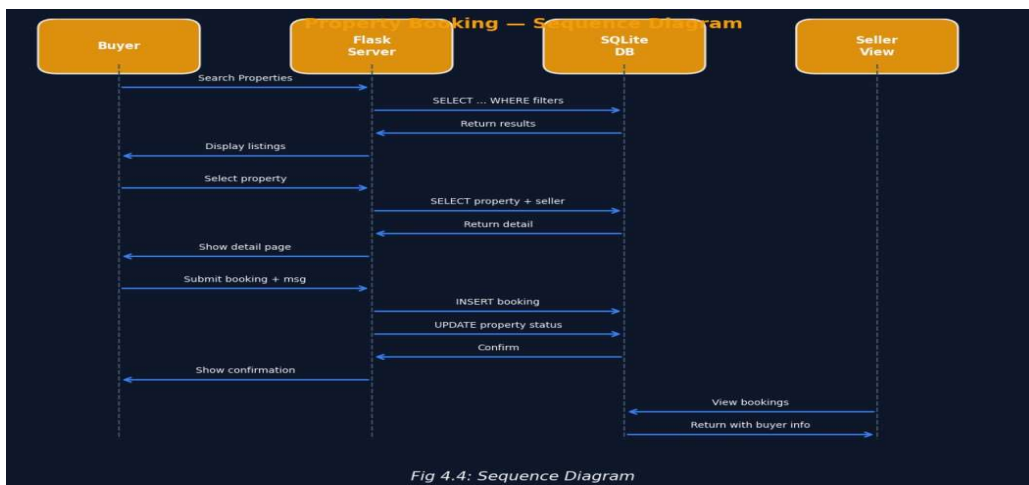 Property Booking — Sequence Diagram
Buyer
Flask
Server
SQLite
DB
Seller
View
Search Properties
SELECT ... WHERE filters
Return results
Display listings
Select property
SELECT property + seller
Return detail
Show detail page
Submit booking + msg
INSERT booking
UPDATE property status
Confirm
Show confirmation
View bookings
Return with buyer info
Fig 4.4: Sequence Diagram